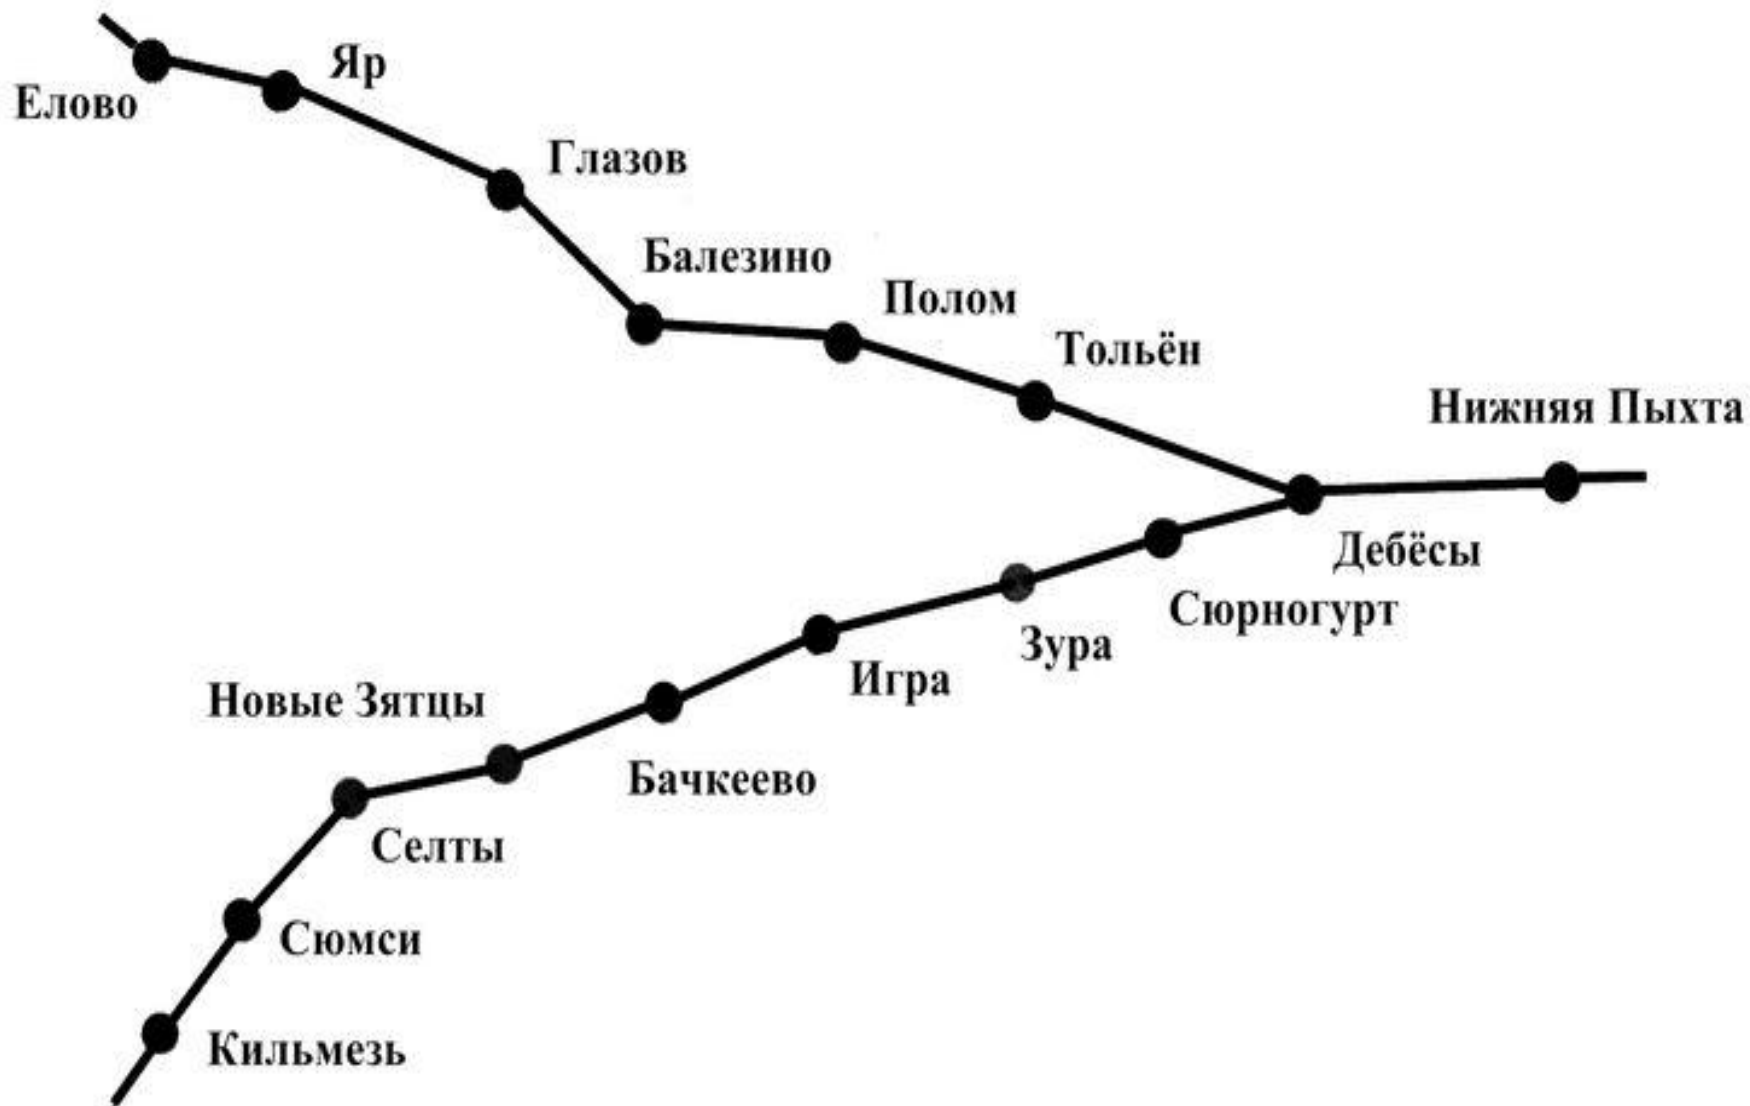 Яр
Елово
Глазов
Балезино
Полом
Тольён
Нижняя Пыхта
Дебёсы
Сюрногурт
Зура
Игра
Новые Зятцы
Бачкеево
Селты
Сюмси
Кильмезь